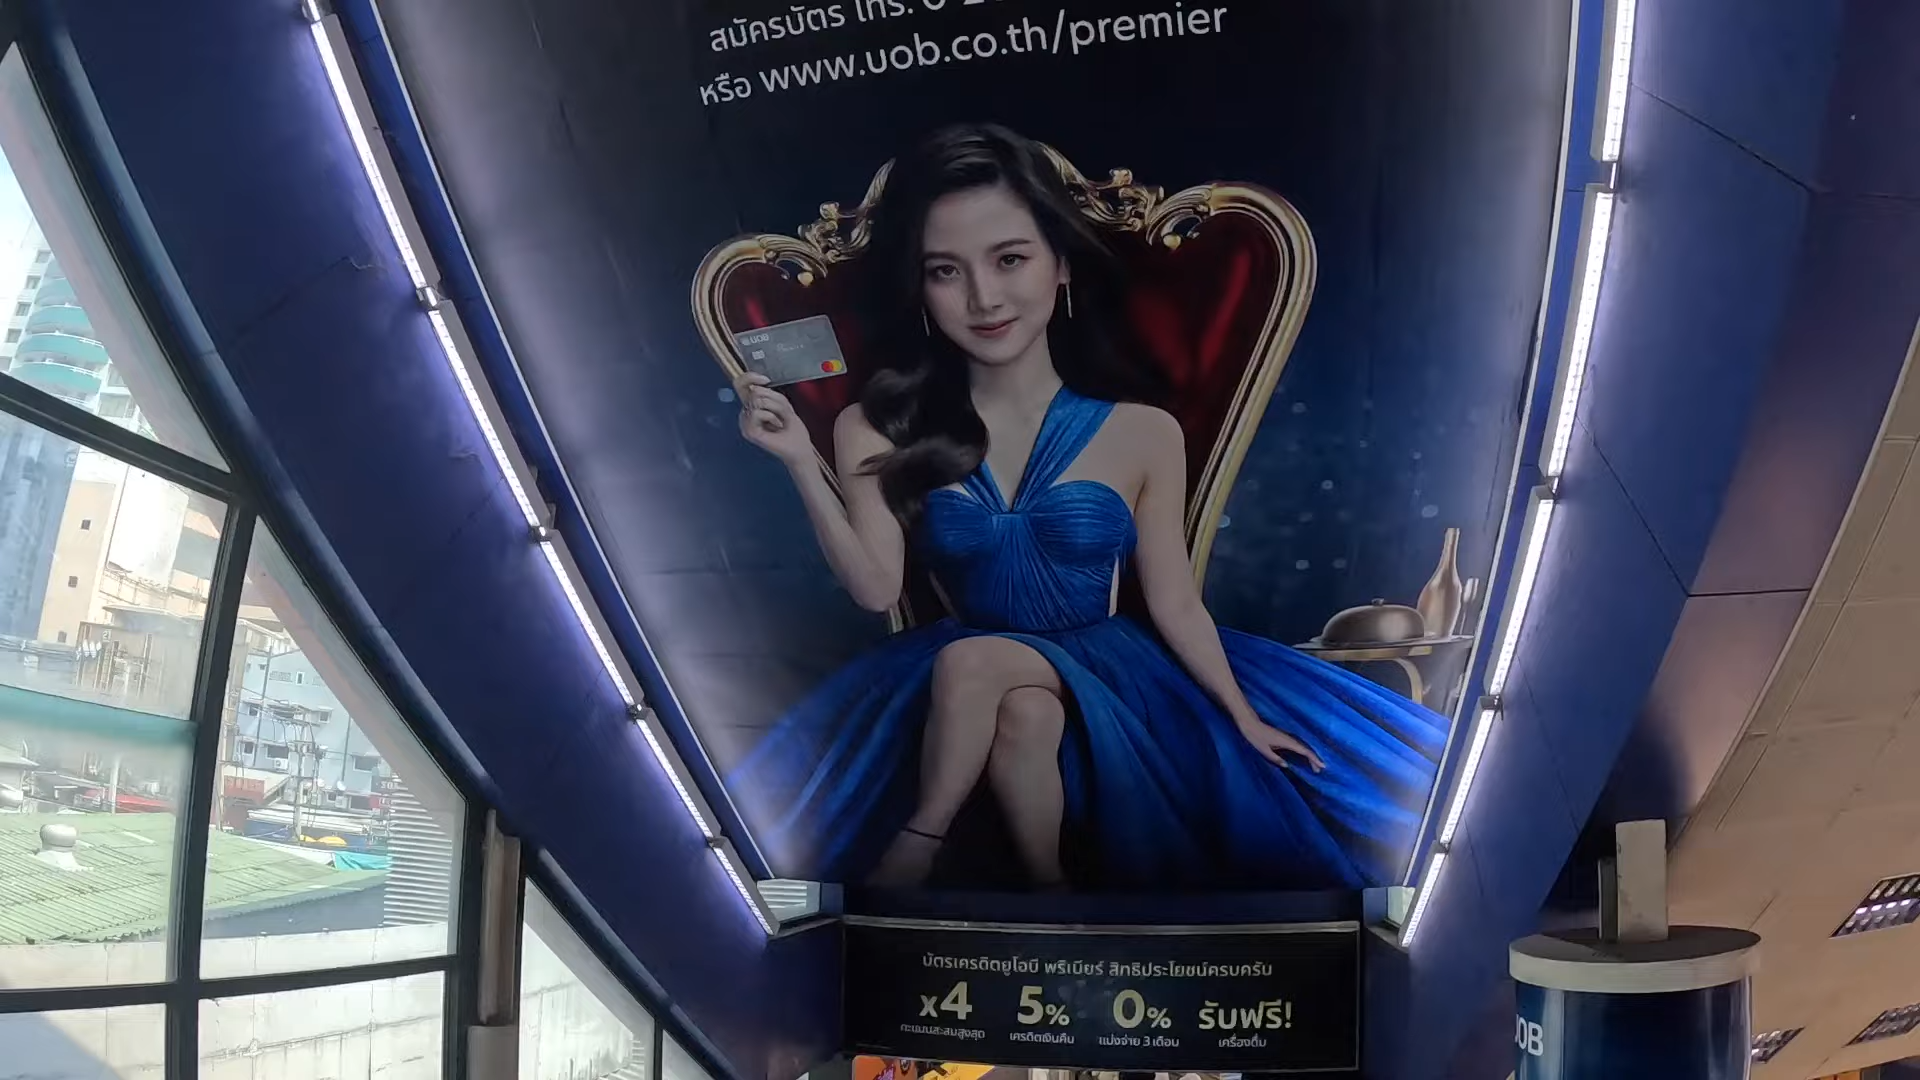 สมัครบัตร โทร. 0
หรือ www.uob.co.th/premier
UOB
บัตรเครดิตยูโอบี พรีเมียร์ สิทธิประโยชน์ครบครัน
x4 5% 0% รับฟรี!
คะแนนสะสมสูงสุด เครดิตเงินคืน แบ่งจ่าย 3 เดือน เครื่องดื่ม
UOB